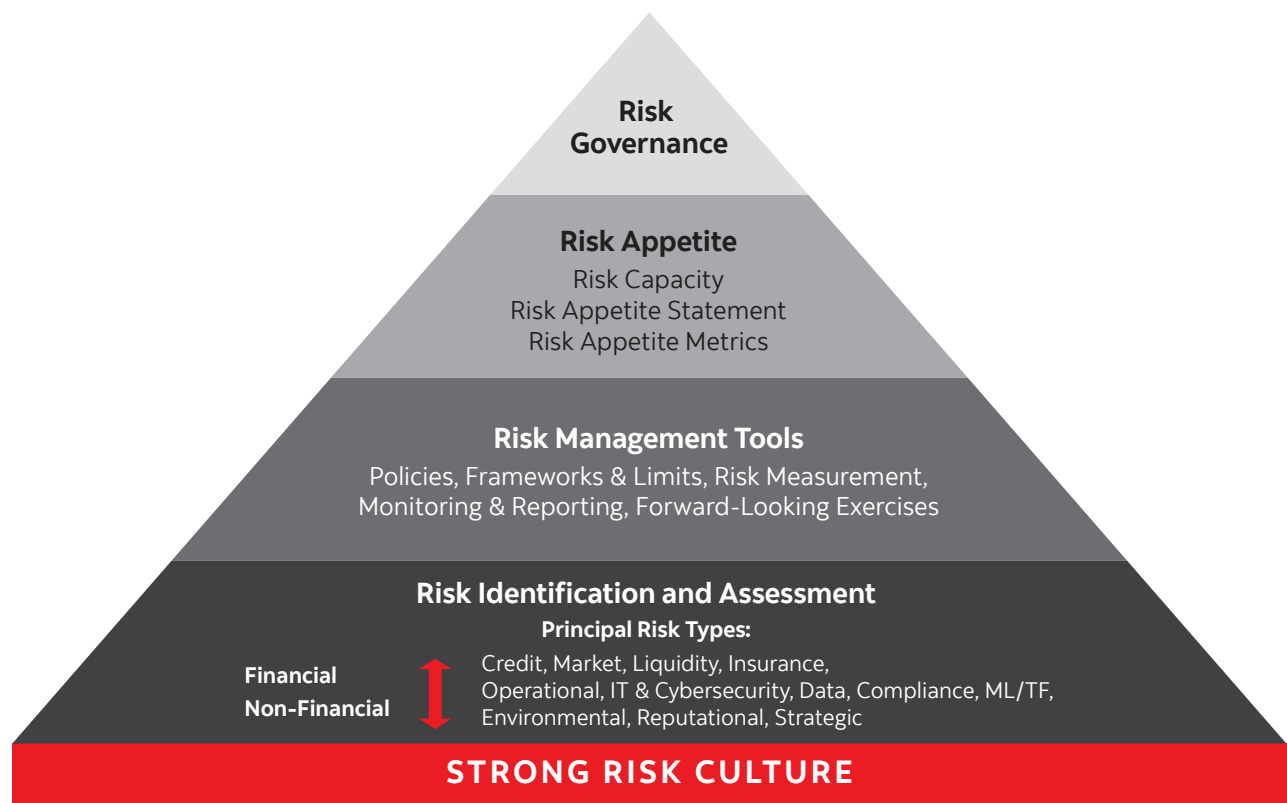 Risk
Governance
Risk Appetite
Risk Capacity
Risk Appetite Statement
Risk Appetite Metrics
Risk Management Tools
Policies, Frameworks & Limits, Risk Measurement,
Monitoring & Reporting, Forward-Looking Exercises
Risk Identification and Assessment
Principal Risk Types:
Financial
Non-Financial
Credit, Market, Liquidity, Insurance,
Operational, IT & Cybersecurity, Data, Compliance, ML/TF,
Environmental, Reputational, Strategic
STRONG RISK CULTURE